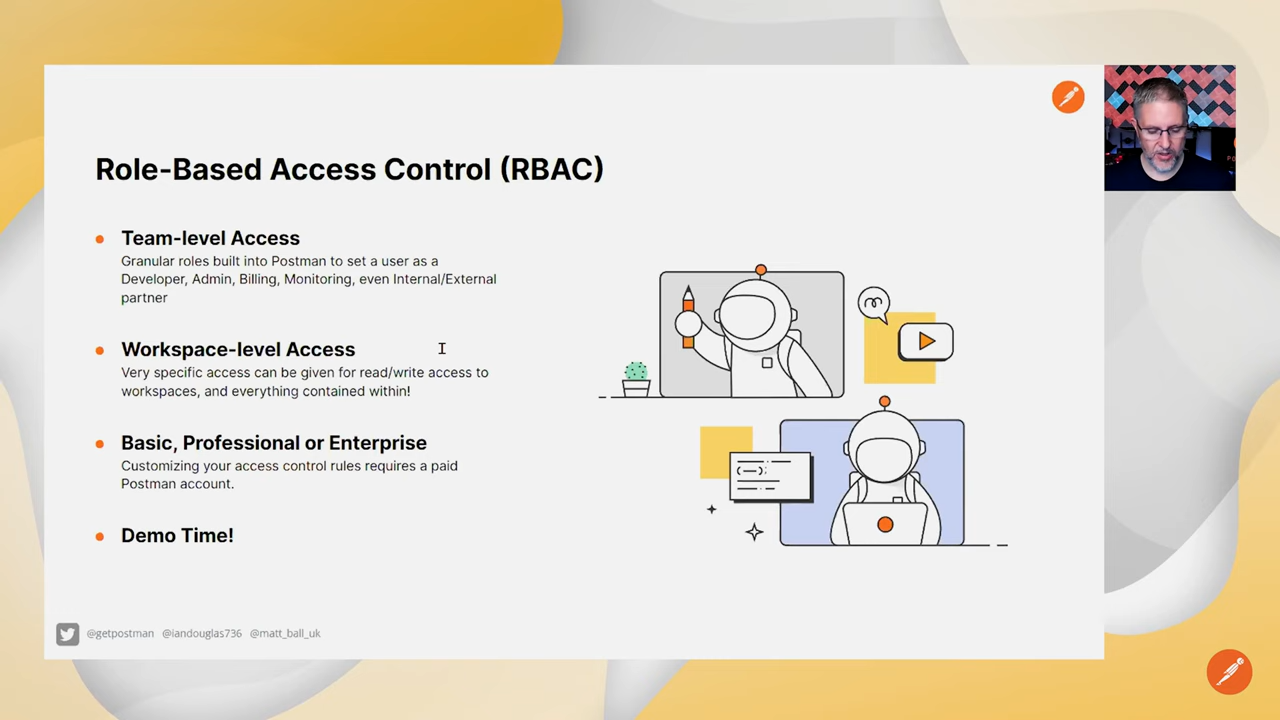 Role-Based Access Control (RBAC)
Team-level Access
Granular roles built into Postman to set a user as a
Developer, Admin, Billing, Monitoring, even Internal/External
partner
Workspace-level Access
Very specific access can be given for read/write access to
workspaces, and everything contained within!
Basic, Professional or Enterprise
Customizing your access control rules requires a paid
Postman account.
Demo Time!
@getpostman @iandouglas736 @matt_ball_uk